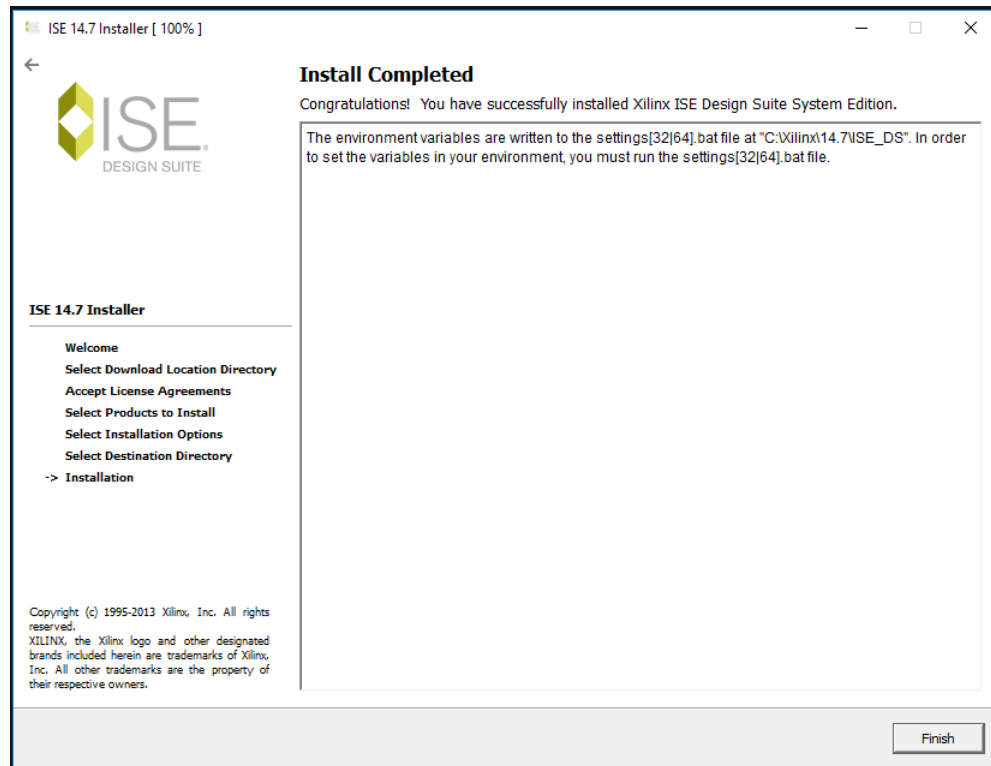 ISE 14.7 Installer [ 100% ]
ISE.
DESIGN SUITE
ISE 14.7 Installer
Welcome
Select Download Location Directory
Accept License Agreements
Select Products to Install
Select Installation Options
Select Destination Directory
-> Installation
Copyright (c) 1995-2013 Xilinx, Inc. All rights
reserved.
XILINX, the Xilinx logo and other designated
brands included herein are trademarks of Xilinx,
Inc. All other trademarks are the property of
their respective owners.
Install Completed
Congratulations! You have successfully installed Xilinx ISE Design Suite System Edition.
The environment variables are written to the settings[32|64].bat file at "C:\Xilinx\14.7\ISE_DS". In order
to set the variables in your environment, you must run the settings[32|64].bat file.
Finish